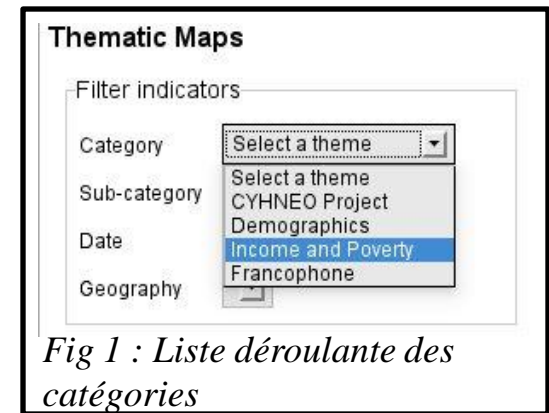 Thematic Maps
Filter indicators
Category
Select a theme
Select a theme
Sub-category
CYHNEO Project
Demographics
Date
Income and Poverty
Francophone
Geography
Fig 1 : Liste déroulante des
catégories